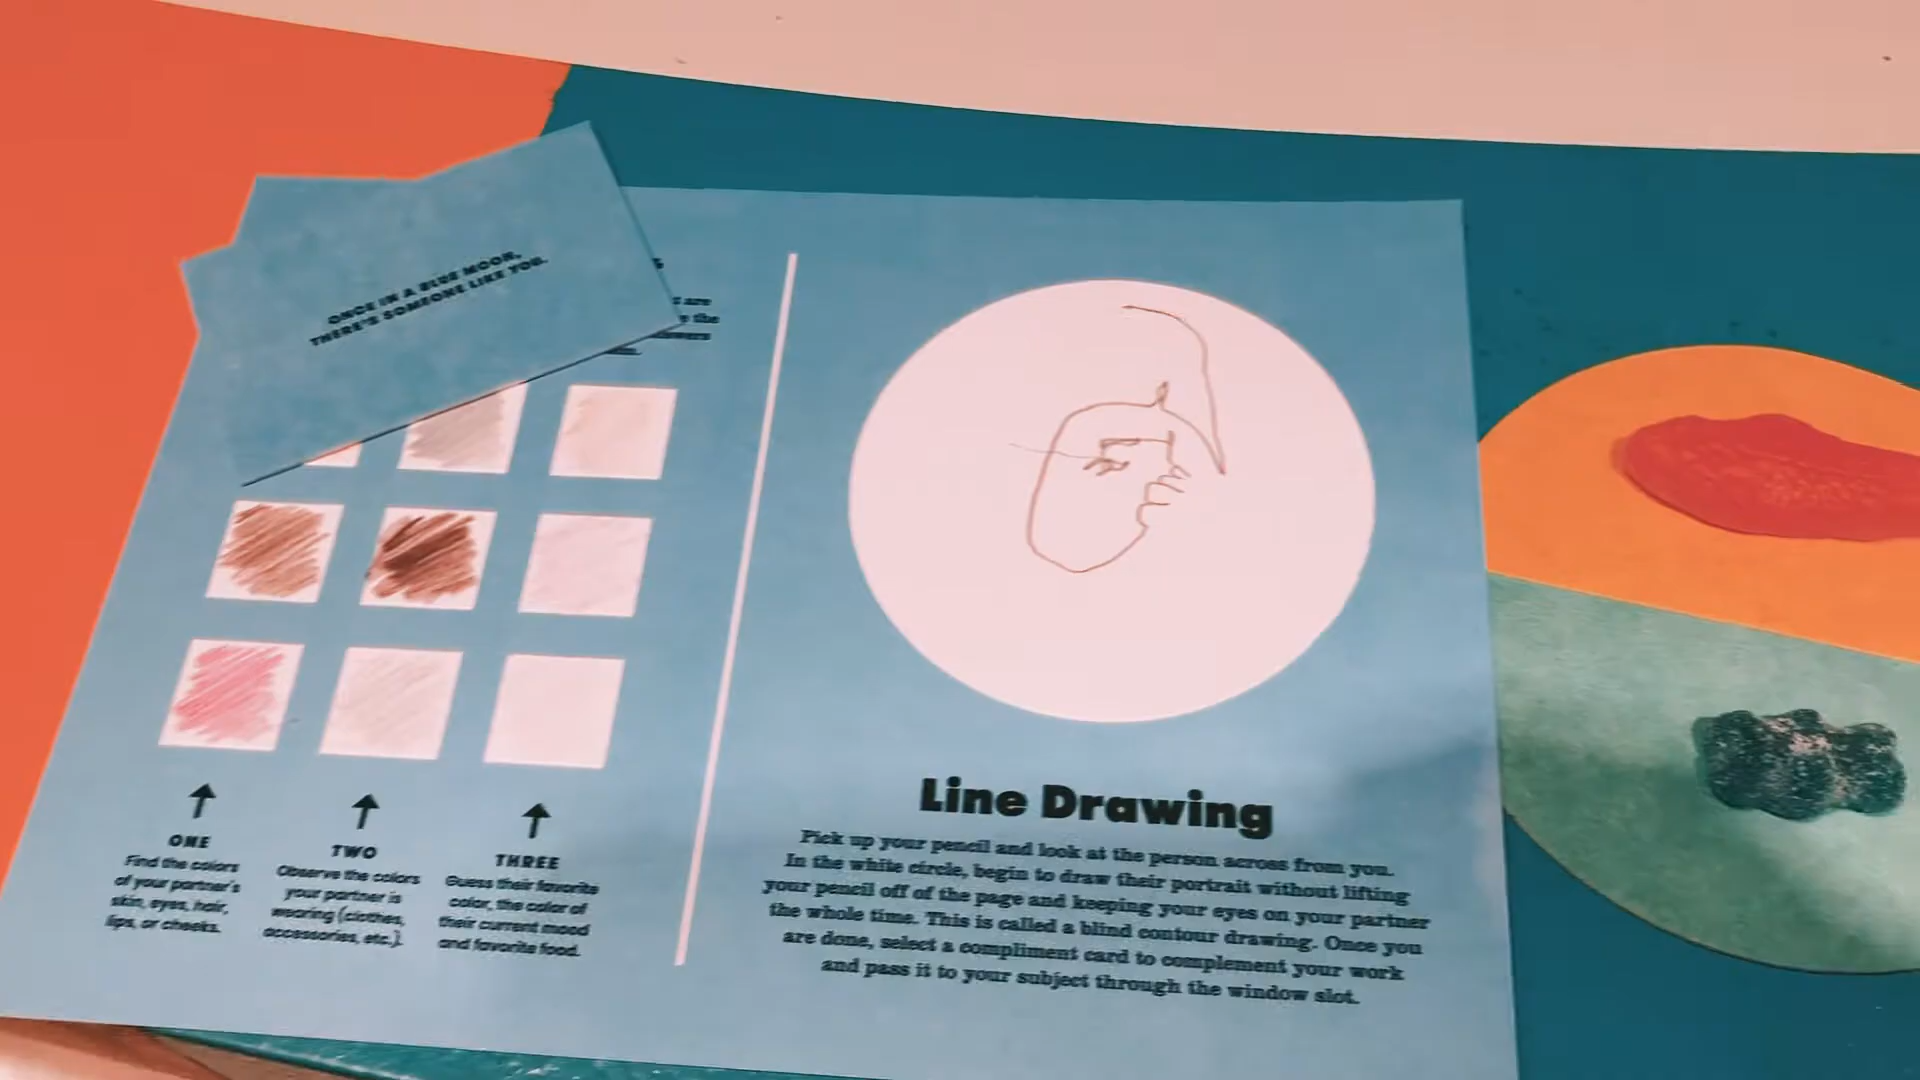 ONCE IN A BLUE MOON,
THERE'S SOMEONE LIKE YOU.
are
the
ONE
Find the colors
of your partner's
skin, eyes, hair,
lips, or cheeks.
TWO
Observe the colors
your partner is
wearing (clothes,
accessories, etc.).
THREE
Guess their favorite
color, the color of
their current mood
and favorite food.
Line Drawing
Pick up your pencil and look at the person across from you.
In the white circle, begin to draw their portrait without lifting
your pencil off of the page and keeping your eyes on your partner
the whole time. This is called a blind contour drawing. Once you
are done, select a compliment card to complement your work
and pass it to your subject through the window slot.